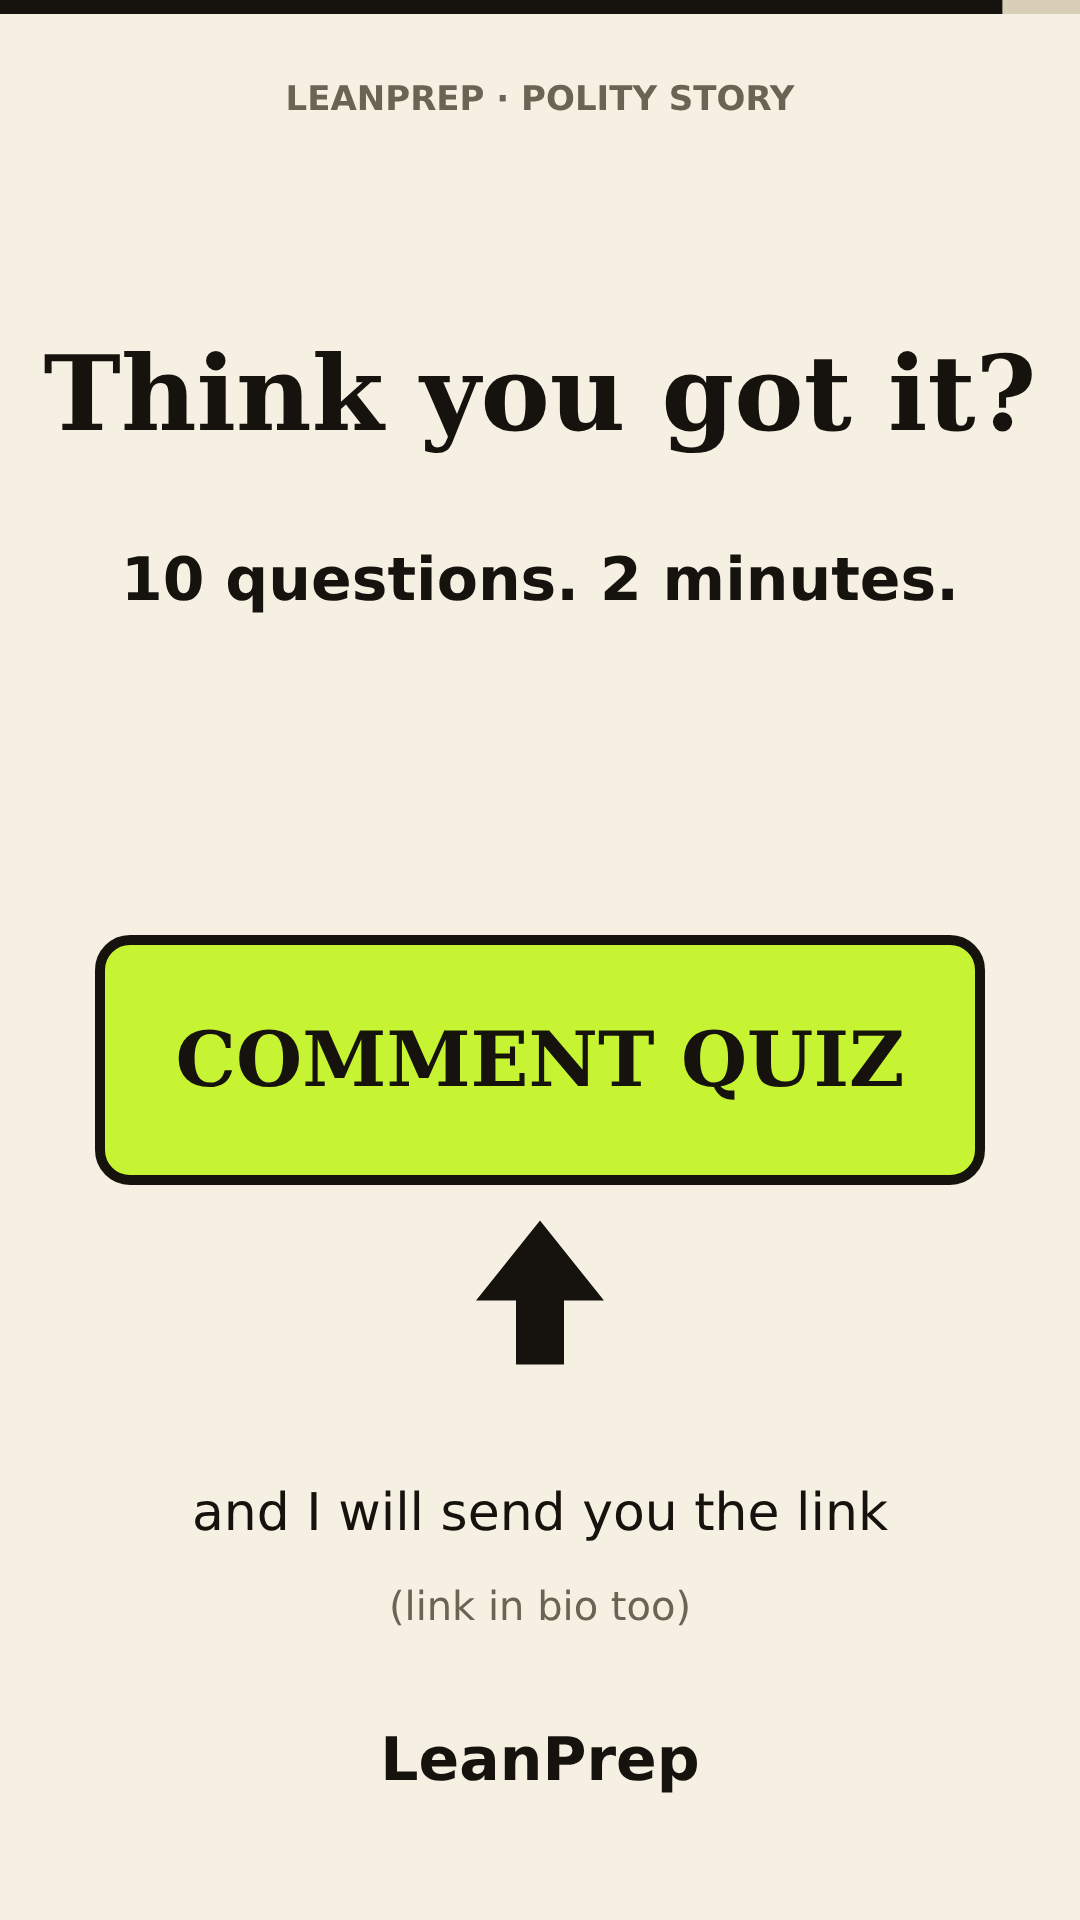 LEANPREP · POLITY STORY
Think you got it?
10 questions. 2 minutes.
COMMENT QUIZ
and I will send you the link
(link in bio too)
LeanPrep